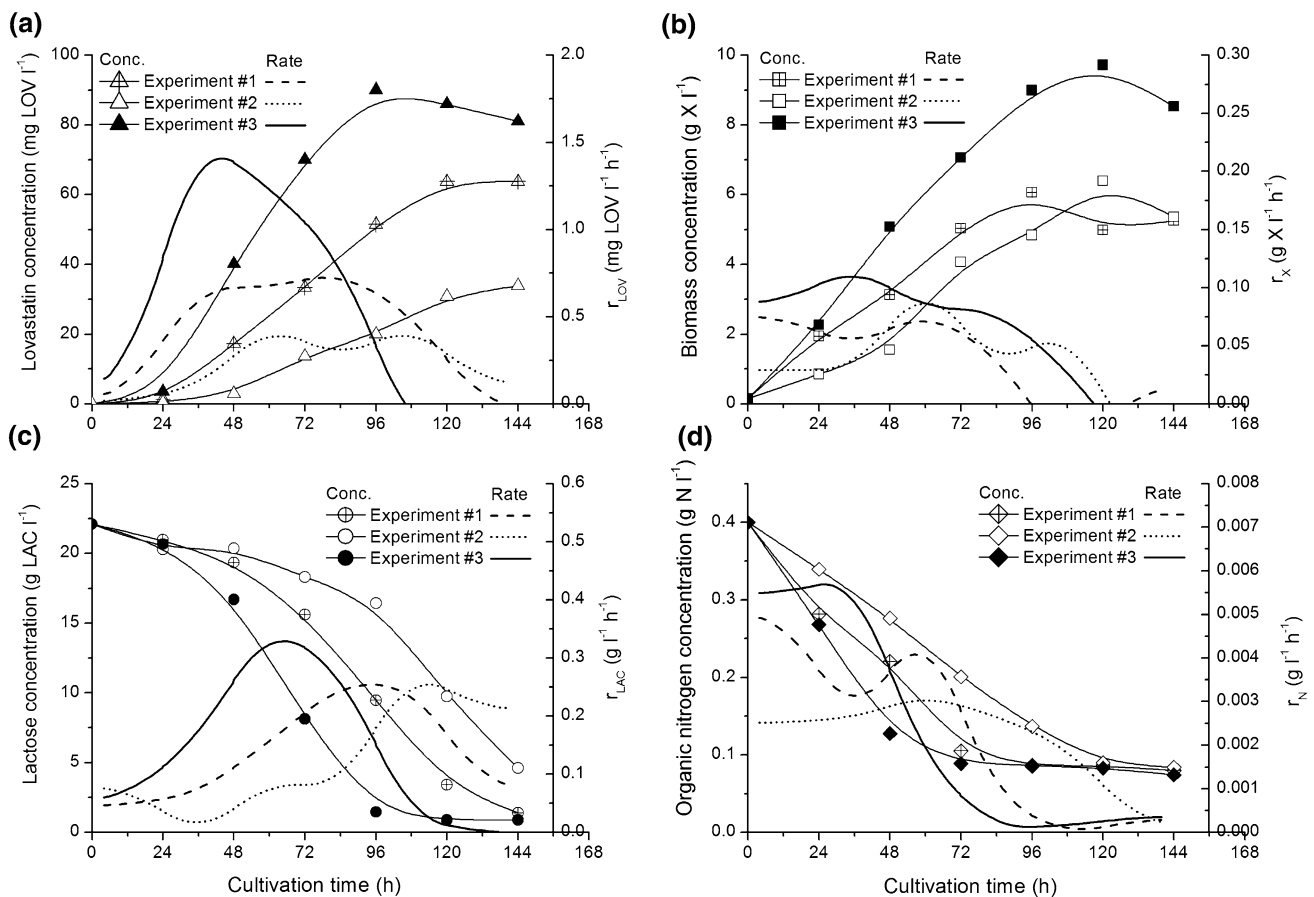 (a)
Conc. Rate
Experiment #1
Experiment #2
Experiment #3
Lovastatin concentration (mg LOV l⁻¹)
100
80
60
40
20
0
2.0
1.5
1.0
0.5
0.0
r_LOV (mg LOV l⁻¹ h⁻¹)
0 24 48 72 96 120 144 168
(b)
Conc. Rate
Experiment #1
Experiment #2
Experiment #3
Biomass concentration (g X l⁻¹)
10
8
6
4
2
0
0.30
0.25
0.20
0.15
0.10
0.05
0.00
r_X (g X l⁻¹ h⁻¹)
0 24 48 72 96 120 144 168
(c)
Conc. Rate
Experiment #1
Experiment #2
Experiment #3
Lactose concentration (g LAC l⁻¹)
25
20
15
10
5
0
0.6
0.5
0.4
0.3
0.2
0.1
0.0
r_LAC (g l⁻¹ h⁻¹)
0 24 48 72 96 120 144 168
Cultivation time (h)
(d)
Conc. Rate
Experiment #1
Experiment #2
Experiment #3
Organic nitrogen concentration (g N l⁻¹)
0.4
0.3
0.2
0.1
0.0
0.008
0.007
0.006
0.005
0.004
0.003
0.002
0.001
0.000
r_N (g l⁻¹ h⁻¹)
0 24 48 72 96 120 144 168
Cultivation time (h)